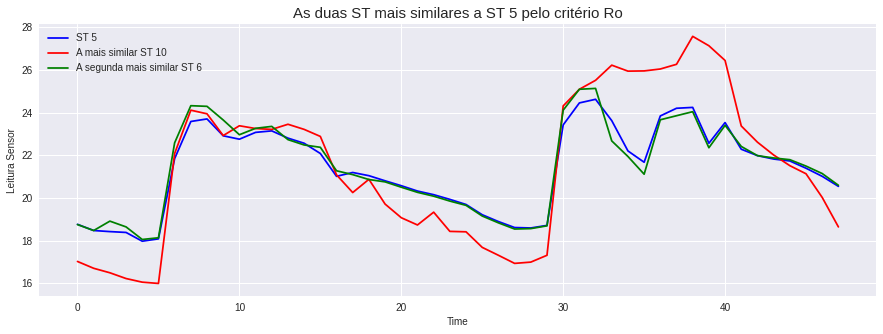 As duas ST mais similares a ST 5 pelo critério Ro
ST 5
A mais similar ST 10
A segunda mais similar ST 6
Leitura Sensor
28
26
24
22
20
18
16
0
10
20
30
40
Time